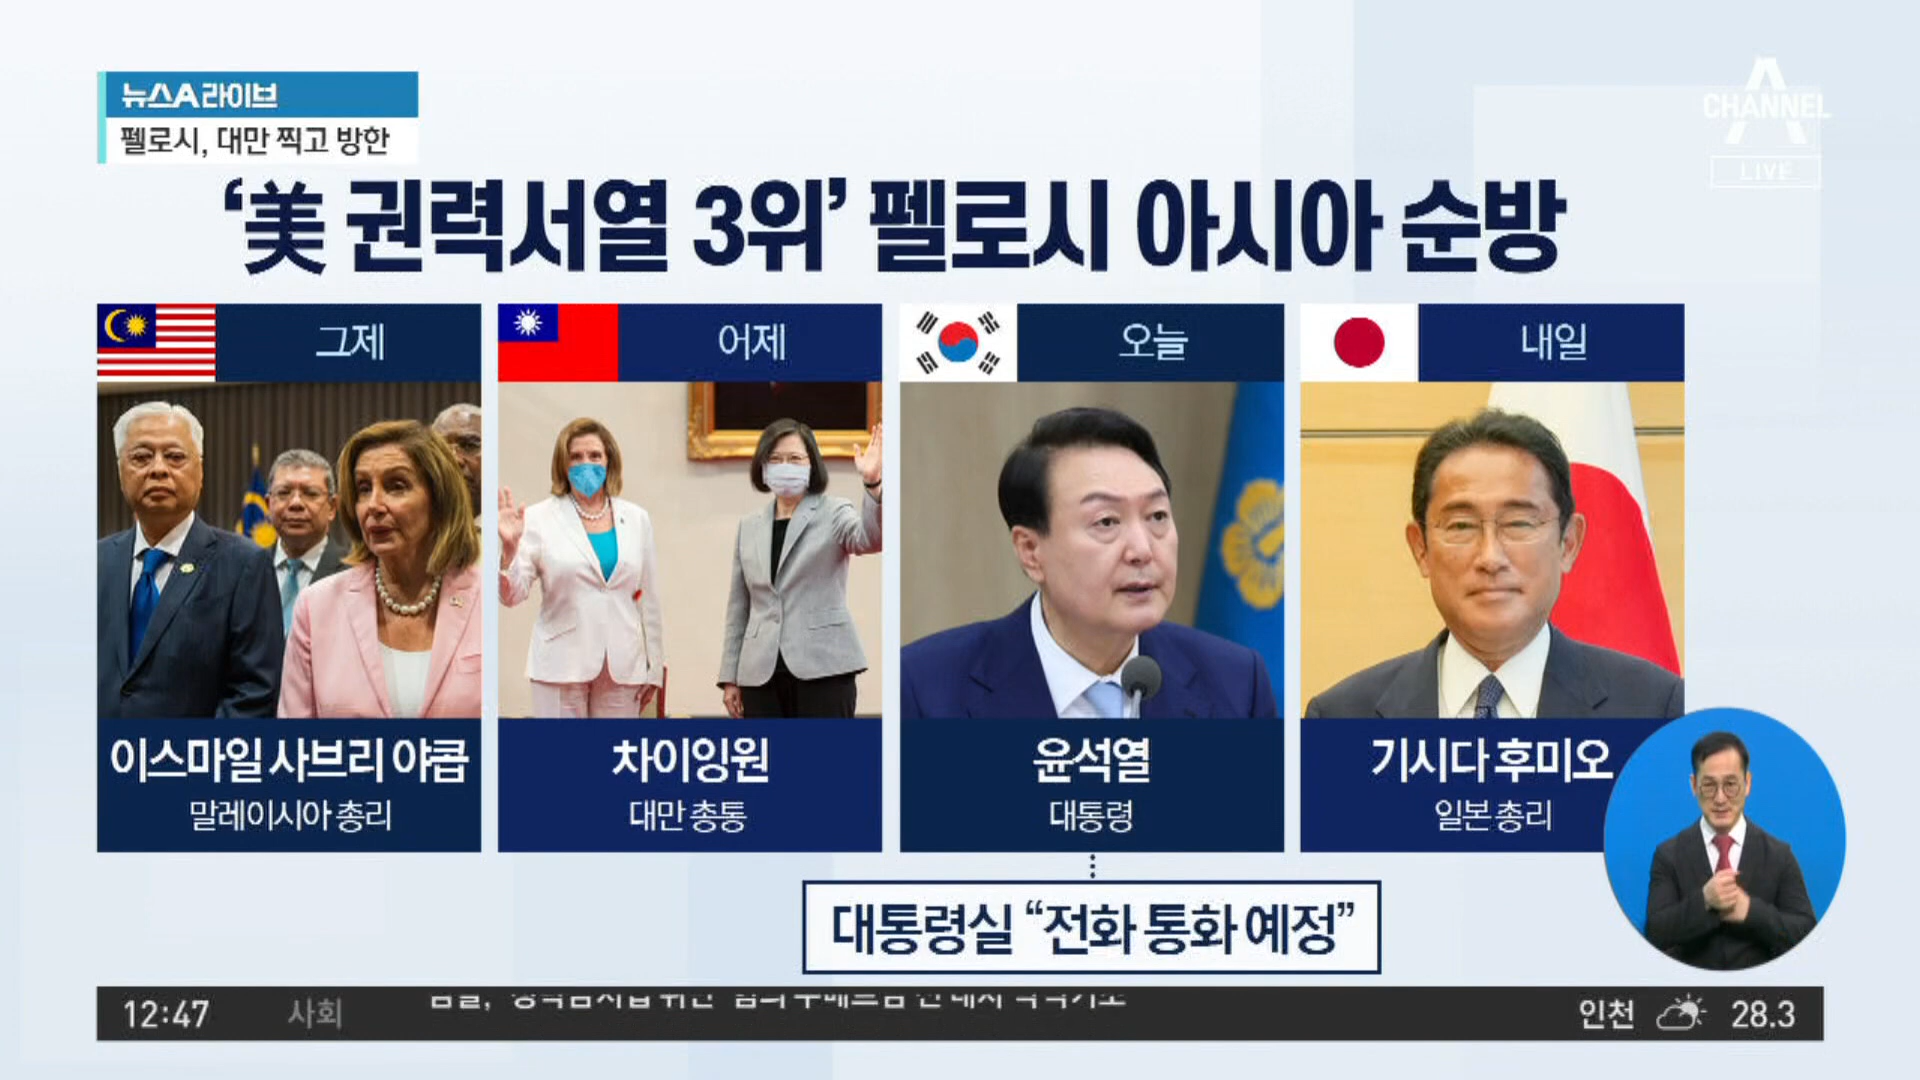 뉴스A라이브
펠로시, 대만 찍고 방한
CHANNEL A
LIVE
‘美 권력서열 3위’ 펠로시 아시아 순방
그제
어제
오늘
내일
이스마일 사브리 야콥
말레이시아 총리
차이잉원
대만 총통
윤석열
대통령
기시다 후미오
일본 총리
대통령실 “전화 통화 예정”
12:47 사회
인천 28.3